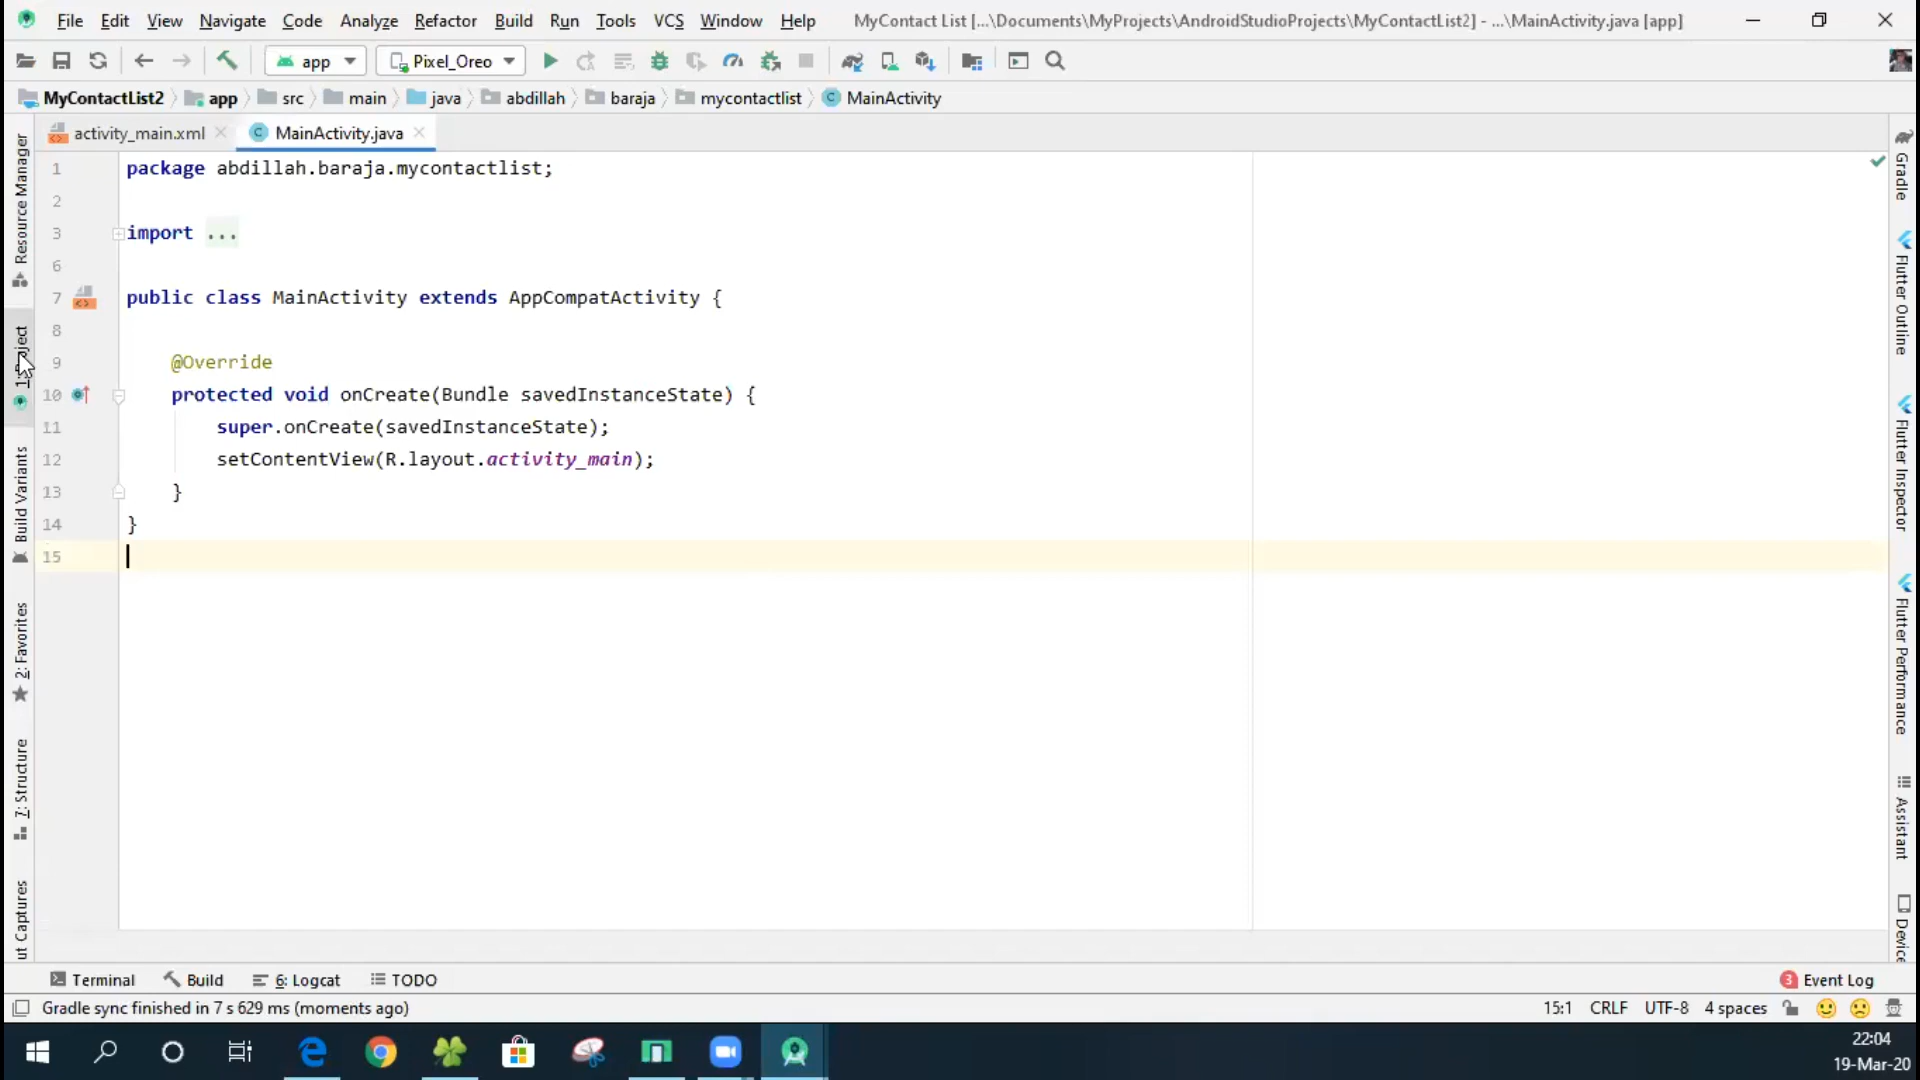 File Edit View Navigate Code Analyze Refactor Build Run Tools VCS Window Help MyContact List [...\Documents\MyProjects\AndroidStudioProjects\MyContactList2] - ...\MainActivity.java [app]
app Pixel_Oreo
MyContactList2 app src main java abdillah baraja mycontactlist MainActivity
activity_main.xml MainActivity.java
1 package abdillah.baraja.mycontactlist;
2
3 import ...
6
7 public class MainActivity extends AppCompatActivity {
8
9 @Override
10 protected void onCreate(Bundle savedInstanceState) {
11 super.onCreate(savedInstanceState);
12 setContentView(R.layout.activity_main);
13 }
14 }
15
Resource Manager
1: Project
Build Variants
2: Favorites
7: Structure
ut Captures
Gradle
Flutter Outline
Flutter Inspector
Flutter Performance
Assistant
Device
Terminal Build 6: Logcat TODO 3 Event Log
Gradle sync finished in 7 s 629 ms (moments ago) 15:1 CRLF UTF-8 4 spaces
22:04
19-Mar-20